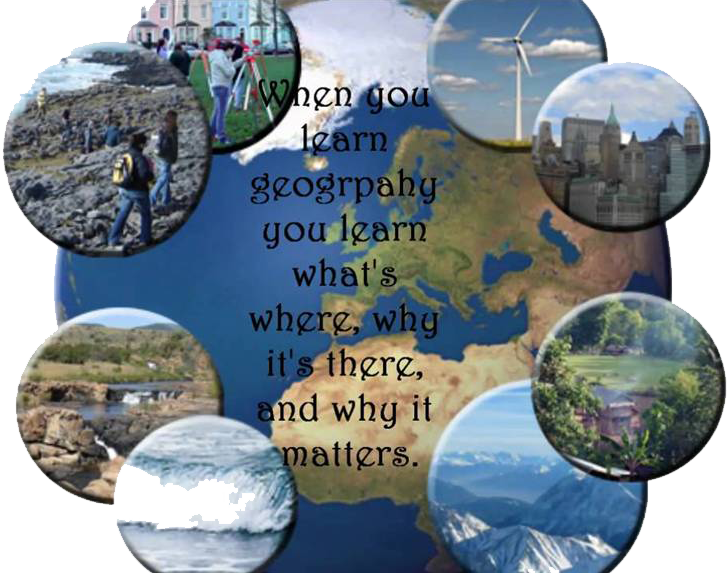 When you
learn
geogrpahy
you learn
what's
where, why
it's there,
and why it
matters.